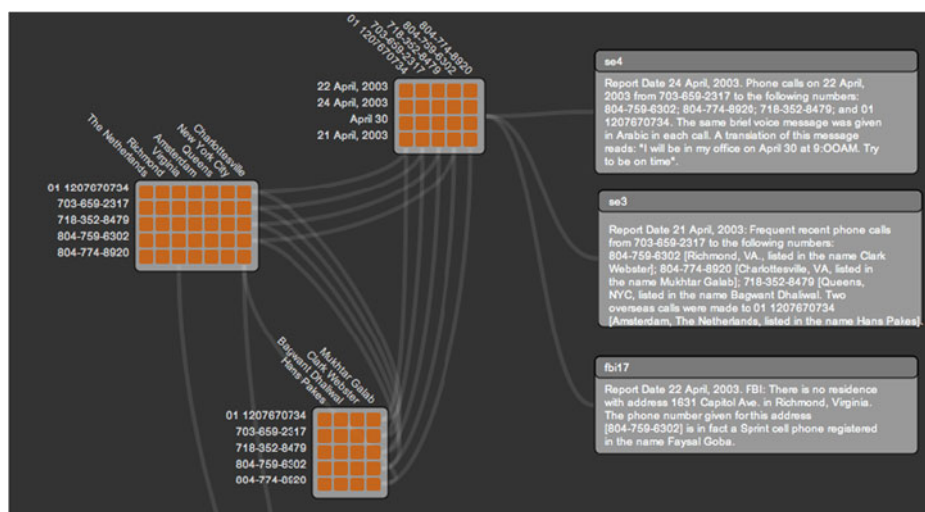 01 1207670734
703-659-2317
718-352-8479
804-759-6302
804-774-8920
22 April, 2003
24 April, 2003
April 30
21 April, 2003
se4
Report Date 24 April, 2003. Phone calls on 22 April,
2003 from 703-659-2317 to the following numbers:
804-759-6302; 804-774-8920; 718-352-8479; and 01
1207670734. The same brief voice message was given
in Arabic in each call. A translation of this message
reads: "I will be in my office on April 30 at 9:OOAM. Try
to be on time".
The Netherlands
Richmond
Virginia
Amsterdam
Queens
New York City
Charlottesville
01 1207670734
703-659-2317
718-352-8479
804-759-6302
804-774-8920
se3
Report Date 21 April, 2003: Frequent recent phone calls
from 703-659-2317 to the following numbers:
804-759-6302 [Richmond, VA., listed in the name Clark
Webster]; 804-774-8920 [Charlottesville, VA, listed in
the name Mukhtar Galab]; 718-352-8479 [Queens,
NYC, listed in the name Bagwant Dhaliwal. Two
overseas calls were made to 01 1207670734
[Amsterdam, The Netherlands, listed in the name Hans Pakes].
Hans Pakes
Bagwant Dhaliwal
Clark Webster
Mukhtar Galab
01 1207670734
703-659-2317
718-352-8479
804-759-6302
804-774-8920
fbi17
Report Date 22 April, 2003. FBI: There is no residence
with address 1631 Capitol Ave. in Richmond, Virginia.
The phone number given for this address
[804-759-6302] is in fact a Sprint cell phone registered
in the name Faysal Goba.